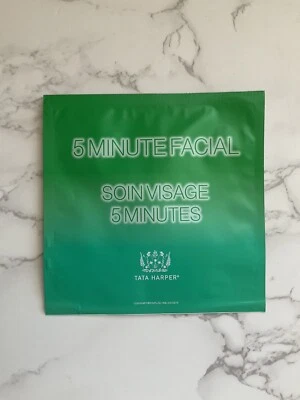 5 MINUTE FACIAL
SOIN VISAGE
5 MINUTES
TATA HARPER®